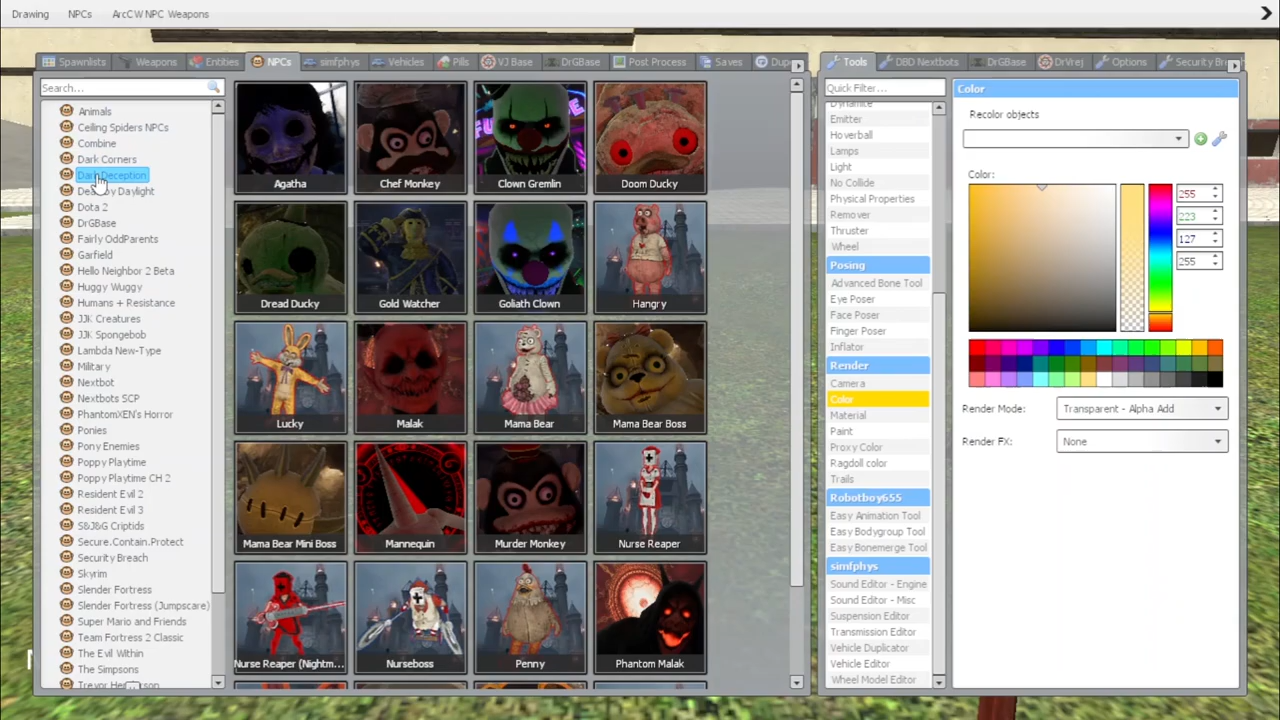 Drawing NPCs ArcCW NPC Weapons
Spawnlists Weapons Entities NPCs simfphys Vehicles Pills VJ Base DrGBase Post Process Saves Dup
Search...
Animals
Ceiling Spiders NPCs
Combine
Dark Corners
Dark Deception
Dead by Daylight
Dota 2
DrGBase
Fairly OddParents
Garfield
Hello Neighbor 2 Beta
Huggy Wuggy
Humans + Resistance
JJK Creatures
JJK Spongebob
Lambda New-Type
Military
Nextbot
Nextbots SCP
PhantomXEN's Horror
Ponies
Pony Enemies
Poppy Playtime
Poppy Playtime CH 2
Resident Evil 2
Resident Evil 3
S&J&G Criptids
Secure.Contain.Protect
Security Breach
Skyrim
Slender Fortress
Slender Fortress (Jumpscare)
Super Mario and Friends
Team Fortress 2 Classic
The Evil Within
The Simpsons
Agatha Chef Monkey Clown Gremlin Doom Ducky
Dread Ducky Gold Watcher Goliath Clown Hangry
Lucky Malak Mama Bear Mama Bear Boss
Mama Bear Mini Boss Mannequin Murder Monkey Nurse Reaper
Nurse Reaper (Nightm... Nurseboss Penny Phantom Malak
Tools DBD Nextbots DrGBase DrVrej Options Security Br
Quick Filter...
Dynamite
Emitter
Hoverball
Lamps
Light
No Collide
Physical Properties
Remover
Thruster
Wheel
Posing
Advanced Bone Tool
Eye Poser
Face Poser
Finger Poser
Inflator
Render
Camera
Color
Material
Paint
Proxy Color
Ragdoll color
Trails
Robotboy655
Easy Animation Tool
Easy Bodygroup Tool
Easy Bonemerge Tool
simfphys
Sound Editor - Engine
Sound Editor - Misc
Suspension Editor
Transmission Editor
Vehicle Duplicator
Vehicle Editor
Wheel Model Editor
Color
Recolor objects
Color:
255
223
127
255
Render Mode: Transparent - Alpha Add
Render FX: None